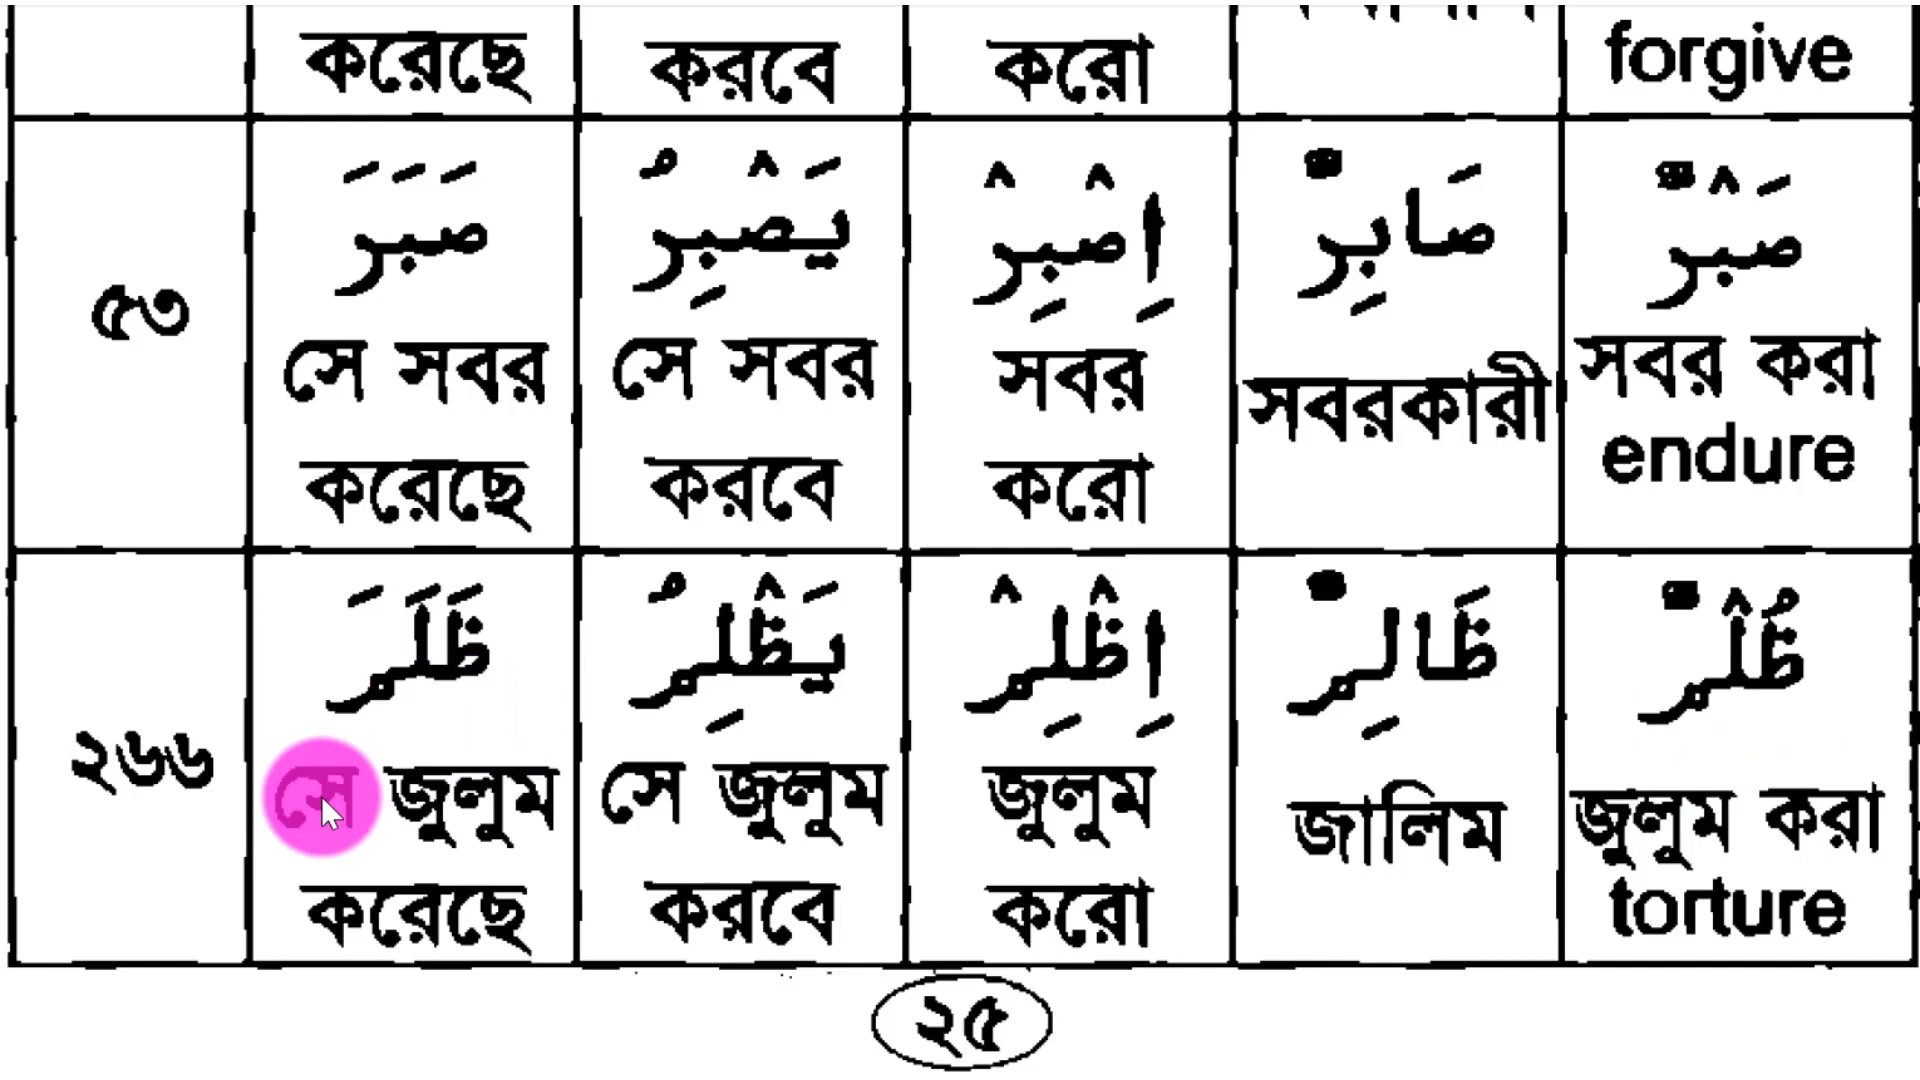 করেছে করবে করো forgive
৫৩ صَبَرَ يَصْبِرُ اِصْبِرْ صَابِرٌ صَبْرٌ
সে সবর সে সবর সবর সবরকারী সবর করা
করেছে করবে করো endure
২৬৬ ظَلَمَ يَظْلِمُ اِظْلِمْ ظَالِمٌ ظُلْمٌ
সে জুলুম সে জুলুম জুলুম জালিম জুলুম করা
করেছে করবে করো torture
২৫